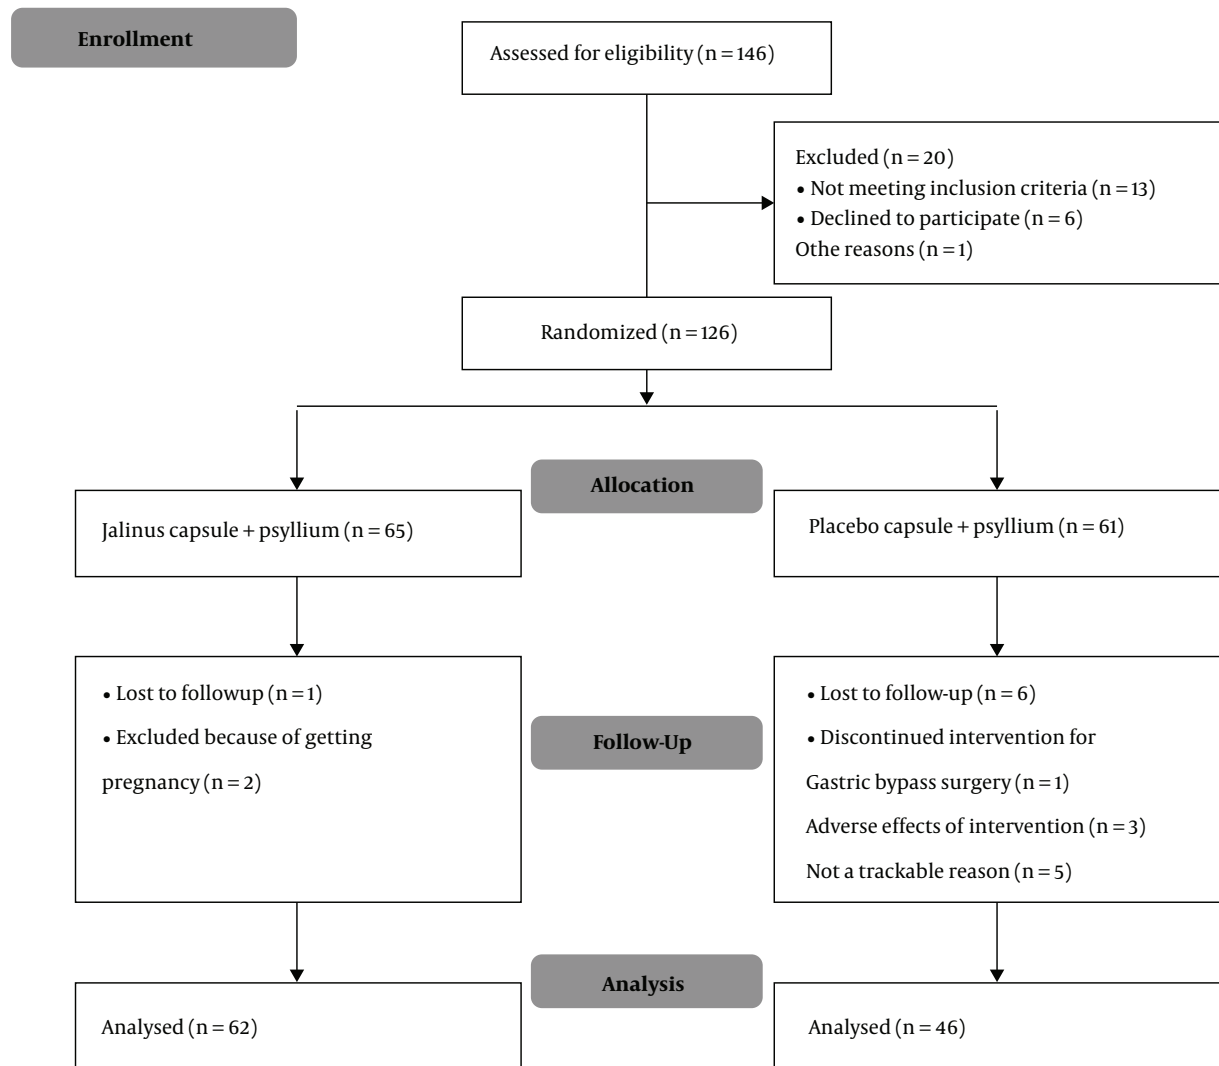 Enrollment
Assessed for eligibility (n = 146)
Excluded (n = 20)
• Not meeting inclusion criteria (n = 13)
• Declined to participate (n = 6)
Othe reasons (n = 1)
Randomized (n = 126)
Allocation
Jalinus capsule + psyllium (n = 65)
Placebo capsule + psyllium (n = 61)
• Lost to followup (n = 1)
• Excluded because of getting
pregnancy (n = 2)
Follow-Up
• Lost to follow-up (n = 6)
• Discontinued intervention for
Gastric bypass surgery (n = 1)
Adverse effects of intervention (n = 3)
Not a trackable reason (n = 5)
Analysis
Analysed (n = 62)
Analysed (n = 46)